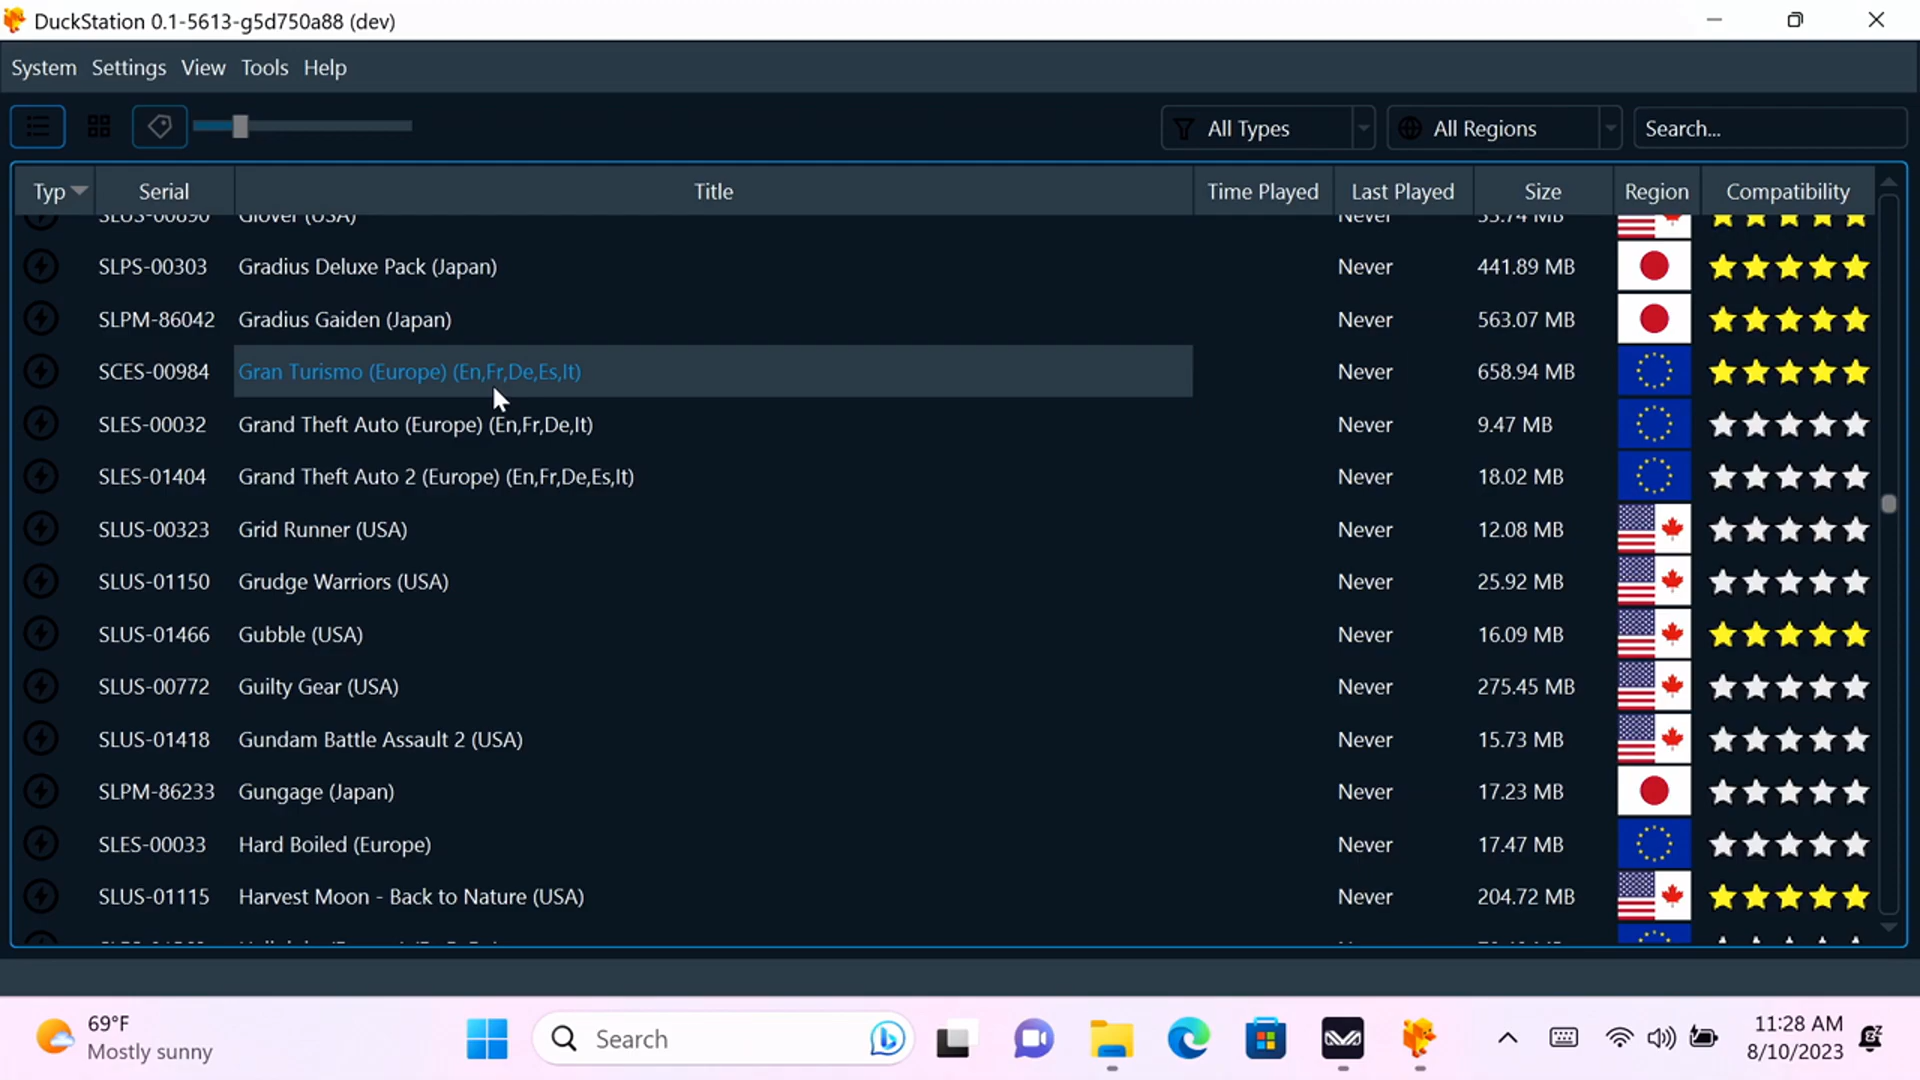 DuckStation 0.1-5613-g5d750a88 (dev)
System Settings View Tools Help
All Types All Regions Search...
Typ Serial Title Time Played Last Played Size Region Compatibility
SLUS-00890 Glover (USA) Never 33.74 MB
SLPS-00303 Gradius Deluxe Pack (Japan) Never 441.89 MB
SLPM-86042 Gradius Gaiden (Japan) Never 563.07 MB
SCES-00984 Gran Turismo (Europe) (En,Fr,De,Es,It) Never 658.94 MB
SLES-00032 Grand Theft Auto (Europe) (En,Fr,De,It) Never 9.47 MB
SLES-01404 Grand Theft Auto 2 (Europe) (En,Fr,De,Es,It) Never 18.02 MB
SLUS-00323 Grid Runner (USA) Never 12.08 MB
SLUS-01150 Grudge Warriors (USA) Never 25.92 MB
SLUS-01466 Gubble (USA) Never 16.09 MB
SLUS-00772 Guilty Gear (USA) Never 275.45 MB
SLUS-01418 Gundam Battle Assault 2 (USA) Never 15.73 MB
SLPM-86233 Gungage (Japan) Never 17.23 MB
SLES-00033 Hard Boiled (Europe) Never 17.47 MB
SLUS-01115 Harvest Moon - Back to Nature (USA) Never 204.72 MB
69°F
Mostly sunny
Search
11:28 AM
8/10/2023